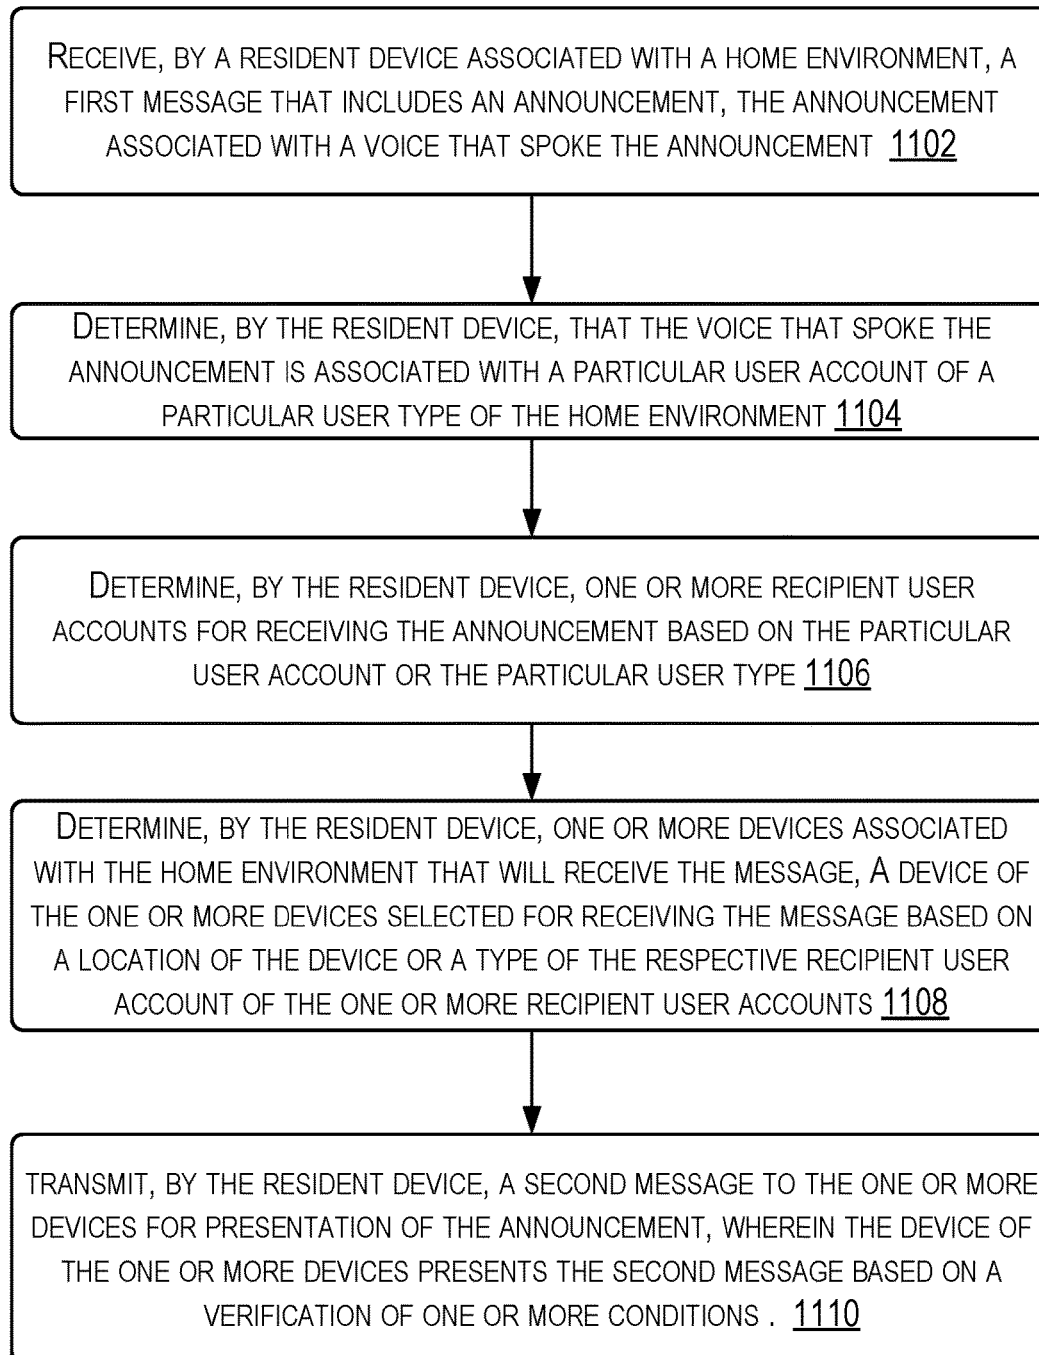 RECEIVE, BY A RESIDENT DEVICE ASSOCIATED WITH A HOME ENVIRONMENT, A
FIRST MESSAGE THAT INCLUDES AN ANNOUNCEMENT, THE ANNOUNCEMENT
ASSOCIATED WITH A VOICE THAT SPOKE THE ANNOUNCEMENT 1102
DETERMINE, BY THE RESIDENT DEVICE, THAT THE VOICE THAT SPOKE THE
ANNOUNCEMENT IS ASSOCIATED WITH A PARTICULAR USER ACCOUNT OF A
PARTICULAR USER TYPE OF THE HOME ENVIRONMENT 1104
DETERMINE, BY THE RESIDENT DEVICE, ONE OR MORE RECIPIENT USER
ACCOUNTS FOR RECEIVING THE ANNOUNCEMENT BASED ON THE PARTICULAR
USER ACCOUNT OR THE PARTICULAR USER TYPE 1106
DETERMINE, BY THE RESIDENT DEVICE, ONE OR MORE DEVICES ASSOCIATED
WITH THE HOME ENVIRONMENT THAT WILL RECEIVE THE MESSAGE, A DEVICE OF
THE ONE OR MORE DEVICES SELECTED FOR RECEIVING THE MESSAGE BASED ON
A LOCATION OF THE DEVICE OR A TYPE OF THE RESPECTIVE RECIPIENT USER
ACCOUNT OF THE ONE OR MORE RECIPIENT USER ACCOUNTS 1108
TRANSMIT, BY THE RESIDENT DEVICE, A SECOND MESSAGE TO THE ONE OR MORE
DEVICES FOR PRESENTATION OF THE ANNOUNCEMENT, WHEREIN THE DEVICE OF
THE ONE OR MORE DEVICES PRESENTS THE SECOND MESSAGE BASED ON A
VERIFICATION OF ONE OR MORE CONDITIONS . 1110